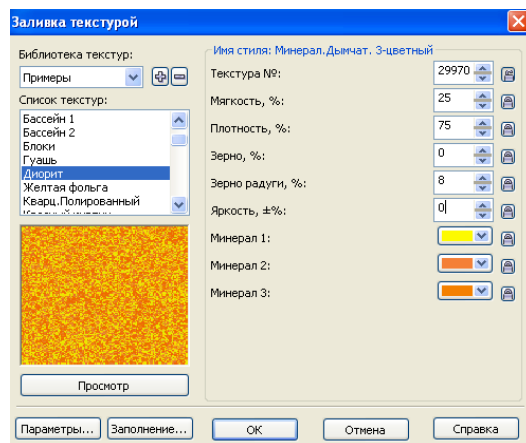 Заливка текстурой
Библиотека текстур:
Примеры
Список текстур:
Бассейн 1
Бассейн 2
Блоки
Гуашь
Диорит
Желтая фольга
Кварц.Полированный
Просмотр
Имя стиля: Минерал.Дымчат. 3-цветный
Текстура №: 29970
Мягкость, %: 25
Плотность, %: 75
Зерно, %: 0
Зерно радуги, %: 8
Яркость, ±%: 0
Минерал 1:
Минерал 2:
Минерал 3:
Параметры... Заполнение... ОК Отмена Справка